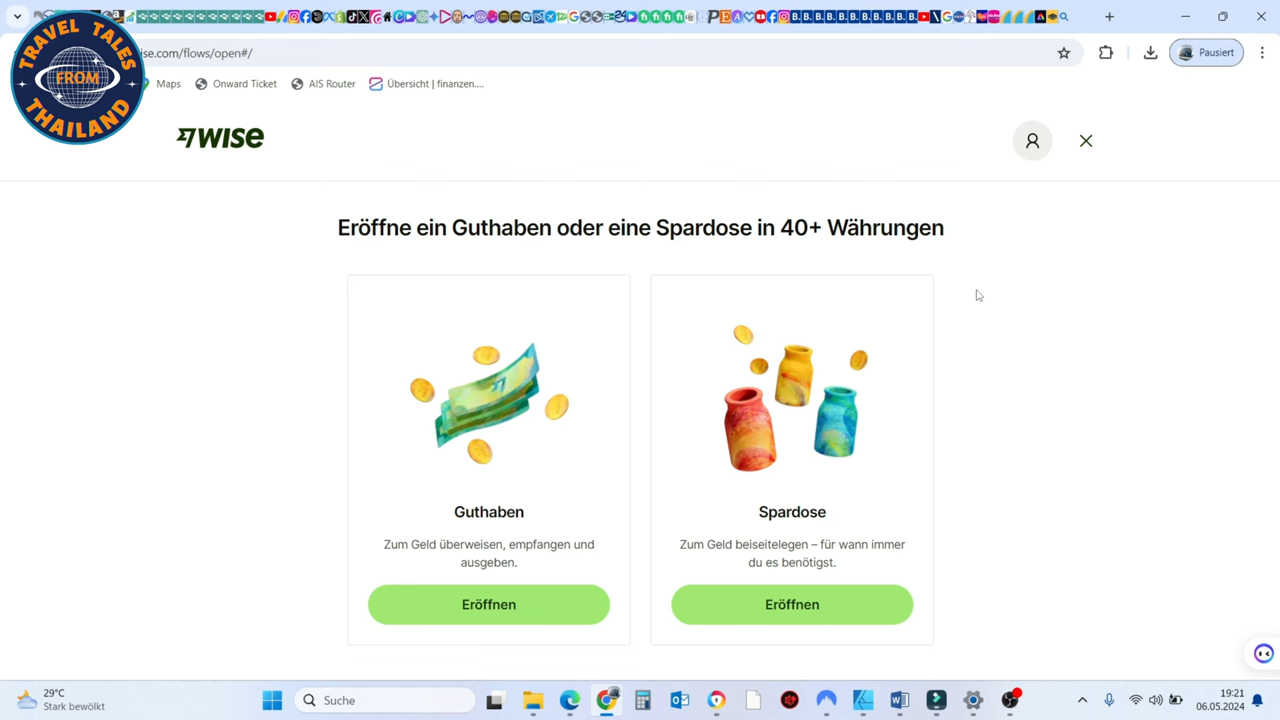 TRAVEL TALES
FROM
THAILAND
ise.com/flows/open#/
Pausiert
Maps
Onward Ticket
AIS Router
Übersicht | finanzen....
WISE
Eröffne ein Guthaben oder eine Spardose in 40+ Währungen
Guthaben
Zum Geld überweisen, empfangen und
ausgeben.
Eröffnen
Spardose
Zum Geld beiseitelegen – für wann immer
du es benötigst.
Eröffnen
29°C
Stark bewölkt
Suche
19:21
06.05.2024